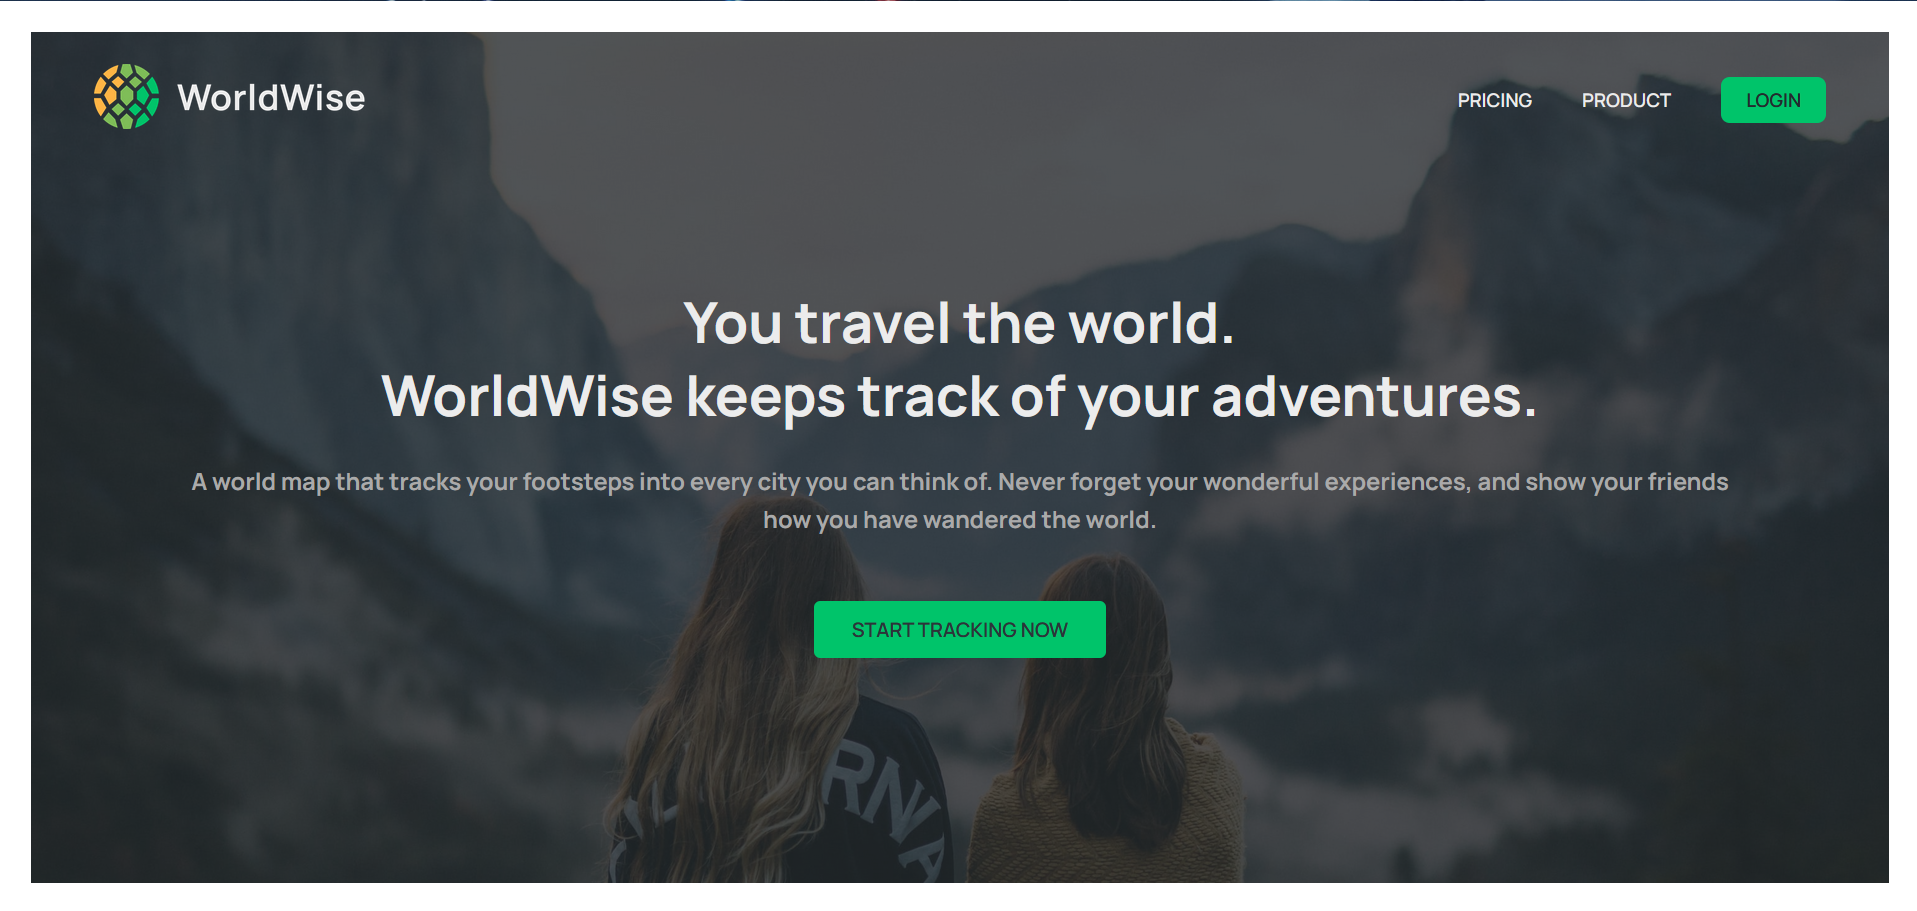 WorldWise
PRICING
PRODUCT
LOGIN
You travel the world.
WorldWise keeps track of your adventures.
A world map that tracks your footsteps into every city you can think of. Never forget your wonderful experiences, and show your friends
how you have wandered the world.
START TRACKING NOW
RNIA